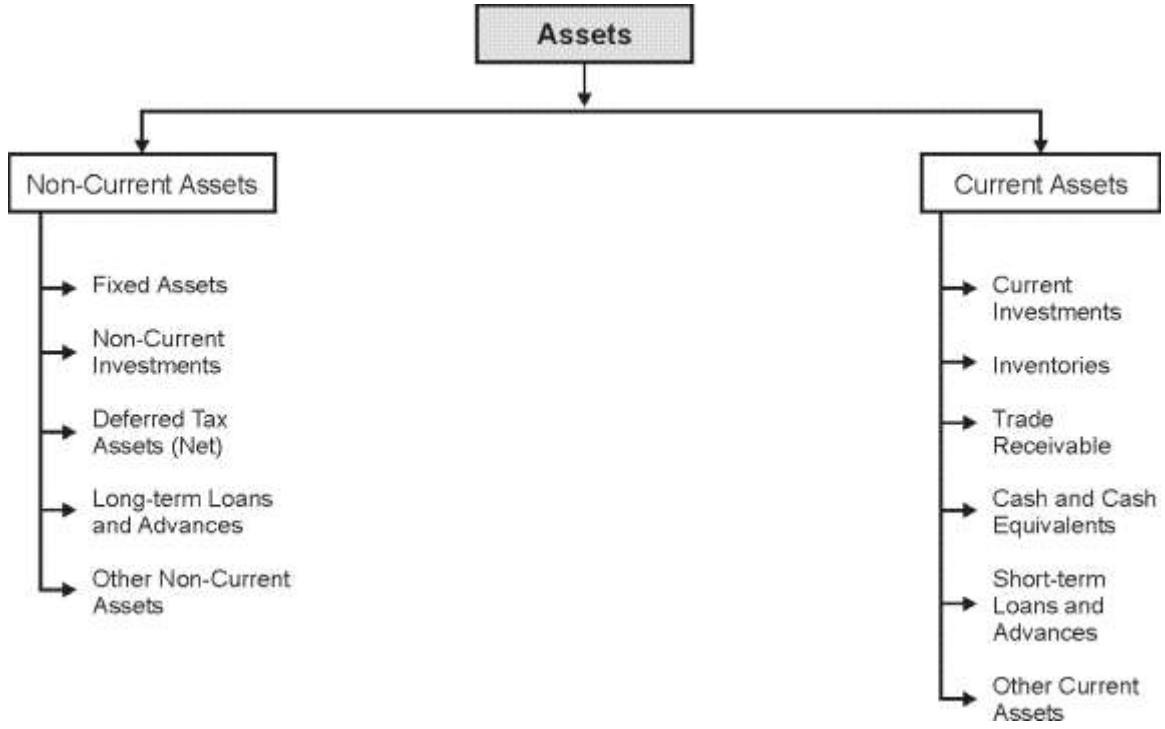 Assets
Non-Current Assets
Fixed Assets
Non-Current
Investments
Deferred Tax
Assets (Net)
Long-term Loans
and Advances
Other Non-Current
Assets
Current Assets
Current
Investments
Inventories
Trade
Receivable
Cash and Cash
Equivalents
Short-term
Loans and
Advances
Other Current
Assets